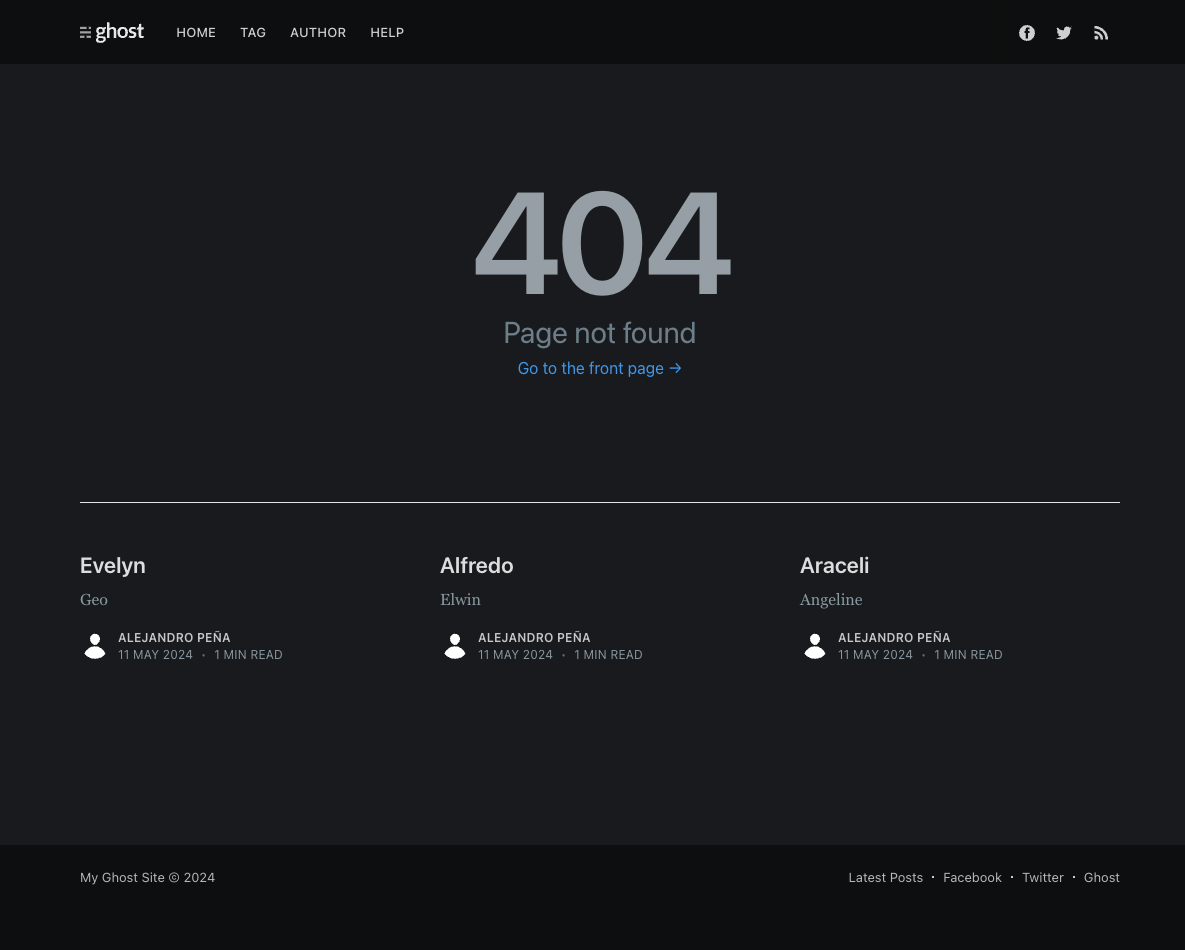 ghost HOME TAG AUTHOR HELP
404
Page not found
Go to the front page →
Evelyn
Geo
ALEJANDRO PEÑA
11 MAY 2024 • 1 MIN READ
Alfredo
Elwin
ALEJANDRO PEÑA
11 MAY 2024 • 1 MIN READ
Araceli
Angeline
ALEJANDRO PEÑA
11 MAY 2024 • 1 MIN READ
My Ghost Site © 2024
Latest Posts · Facebook · Twitter · Ghost